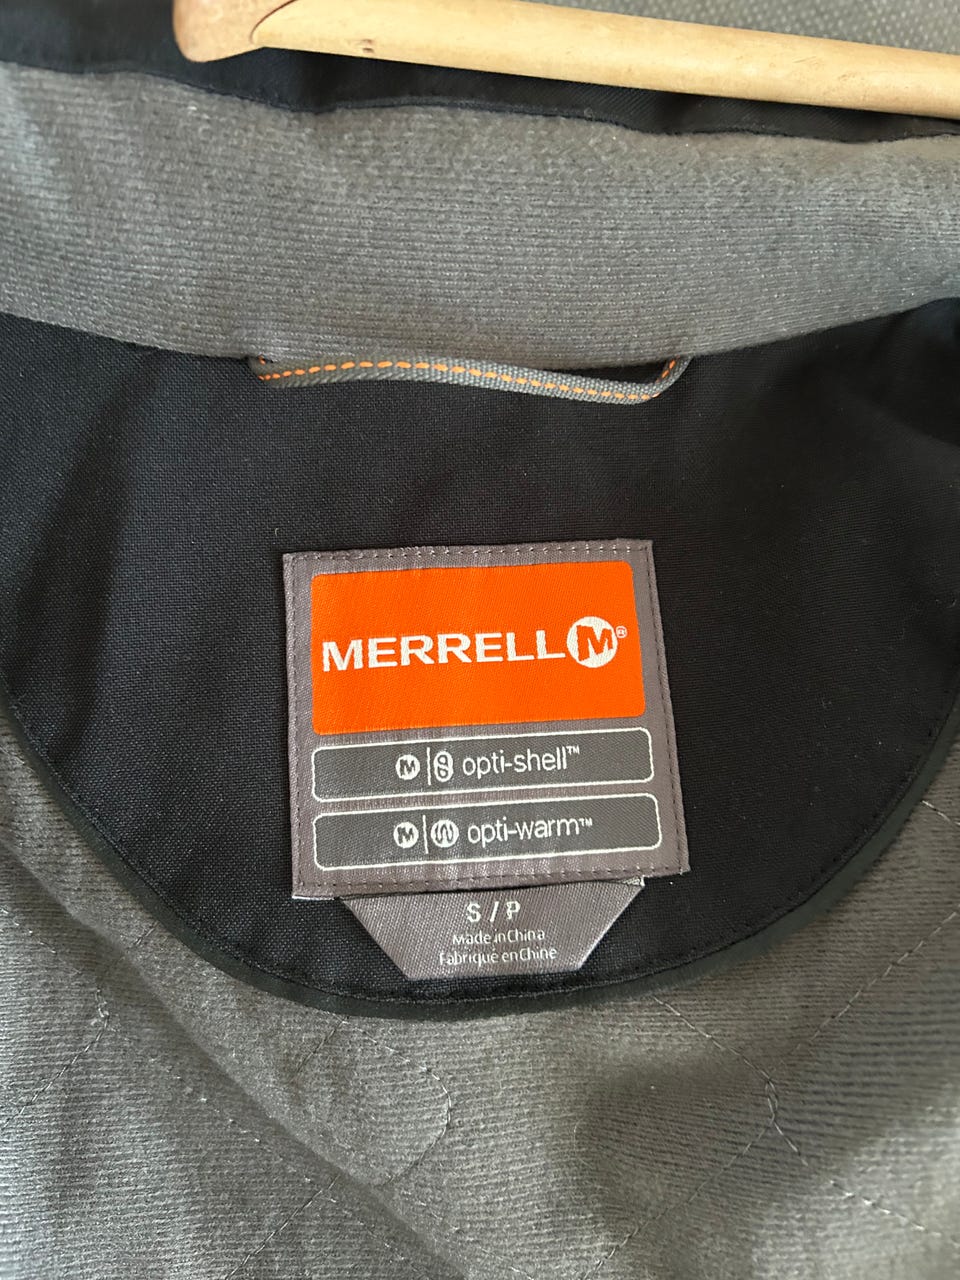 MERRELL M®
M | opti-shell™
M | opti-warm™
S / P
Made in China
Fabriqué en Chine